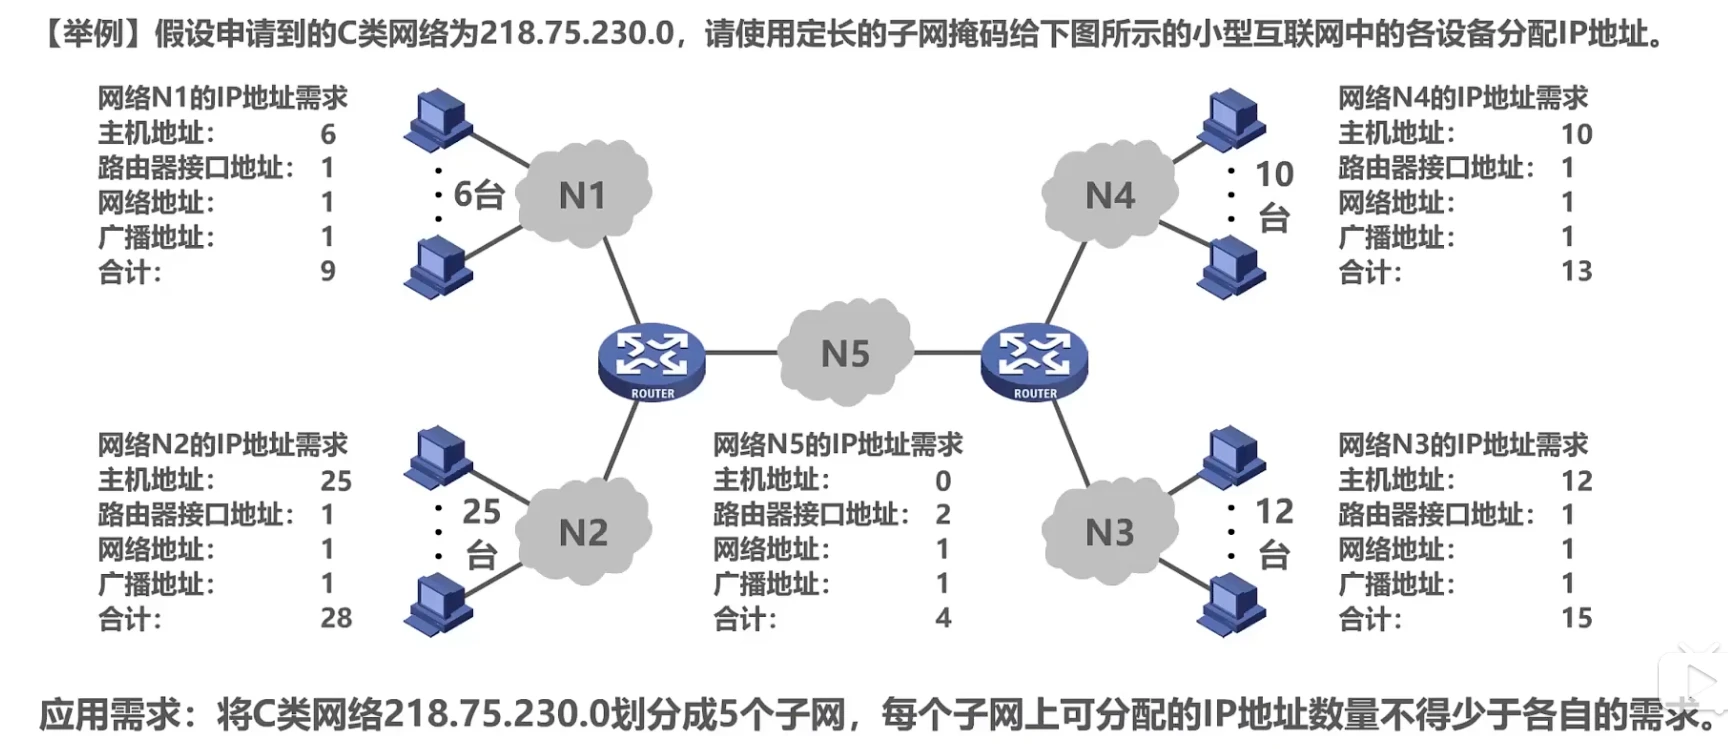 【举例】假设申请到的C类网络为218.75.230.0，请使用定长的子网掩码给下图所示的小型互联网中的各设备分配IP地址。
网络N1的IP地址需求
主机地址： 6
路由器接口地址： 1
网络地址： 1
广播地址： 1
合计： 9
6台
N1
N4
10
台
网络N4的IP地址需求
主机地址： 10
路由器接口地址： 1
网络地址： 1
广播地址： 1
合计： 13
ROUTER
N5
ROUTER
网络N2的IP地址需求
主机地址： 25
路由器接口地址： 1
网络地址： 1
广播地址： 1
合计： 28
25
台
N2
网络N5的IP地址需求
主机地址： 0
路由器接口地址： 2
网络地址： 1
广播地址： 1
合计： 4
N3
12
台
网络N3的IP地址需求
主机地址： 12
路由器接口地址： 1
网络地址： 1
广播地址： 1
合计： 15
应用需求：将C类网络218.75.230.0划分成5个子网，每个子网上可分配的IP地址数量不得少于各自的需求。